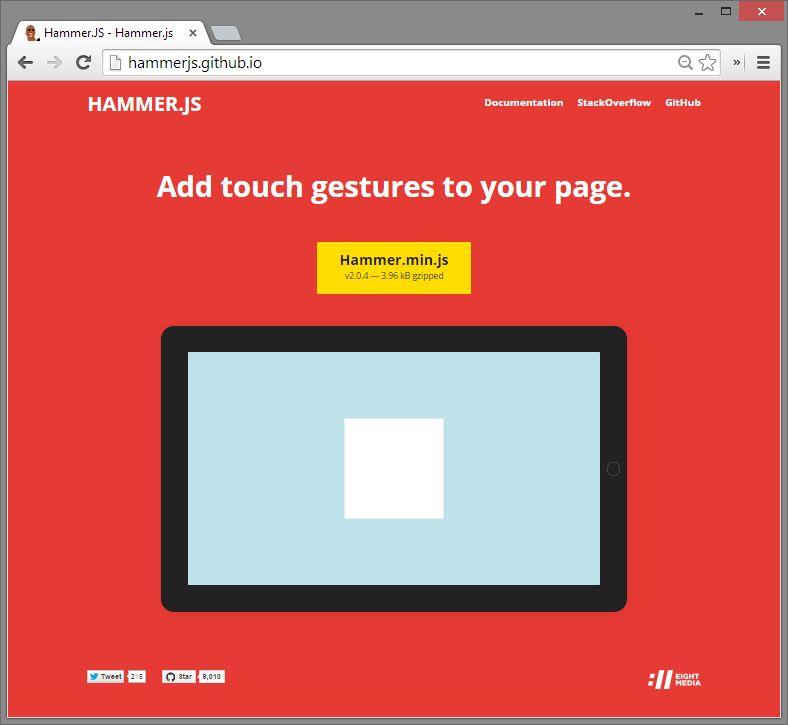 Hammer.JS - Hammer.js
hammerjs.github.io
HAMMER.JS
Documentation StackOverflow GitHub
Add touch gestures to your page.
Hammer.min.js
v2.0.4 — 3.96 kB gzipped
Tweet 215 Star 9,010
EIGHT
MEDIA